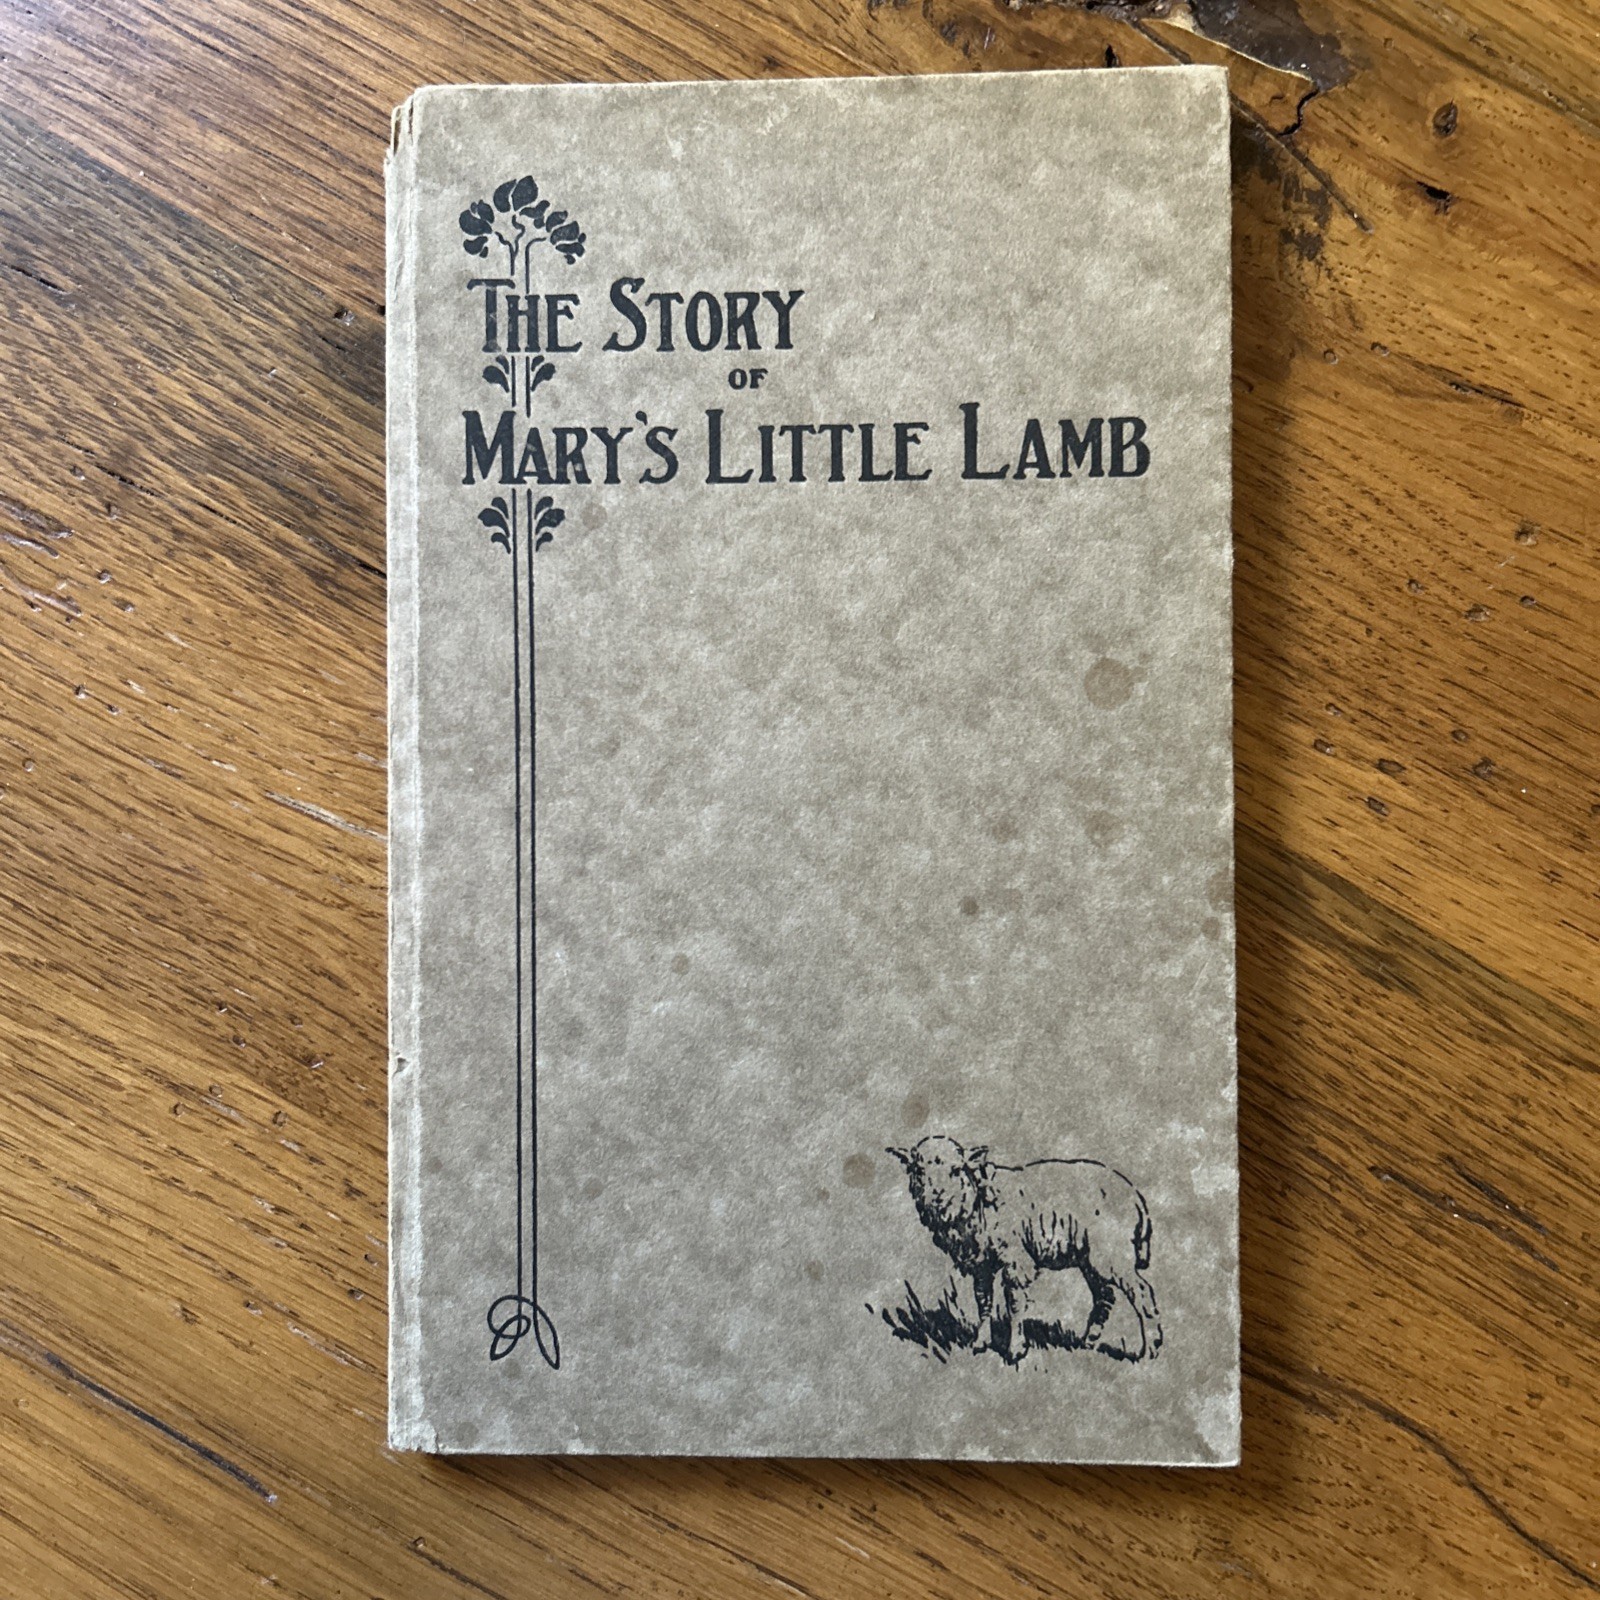 The Story
of
Mary's Little Lamb